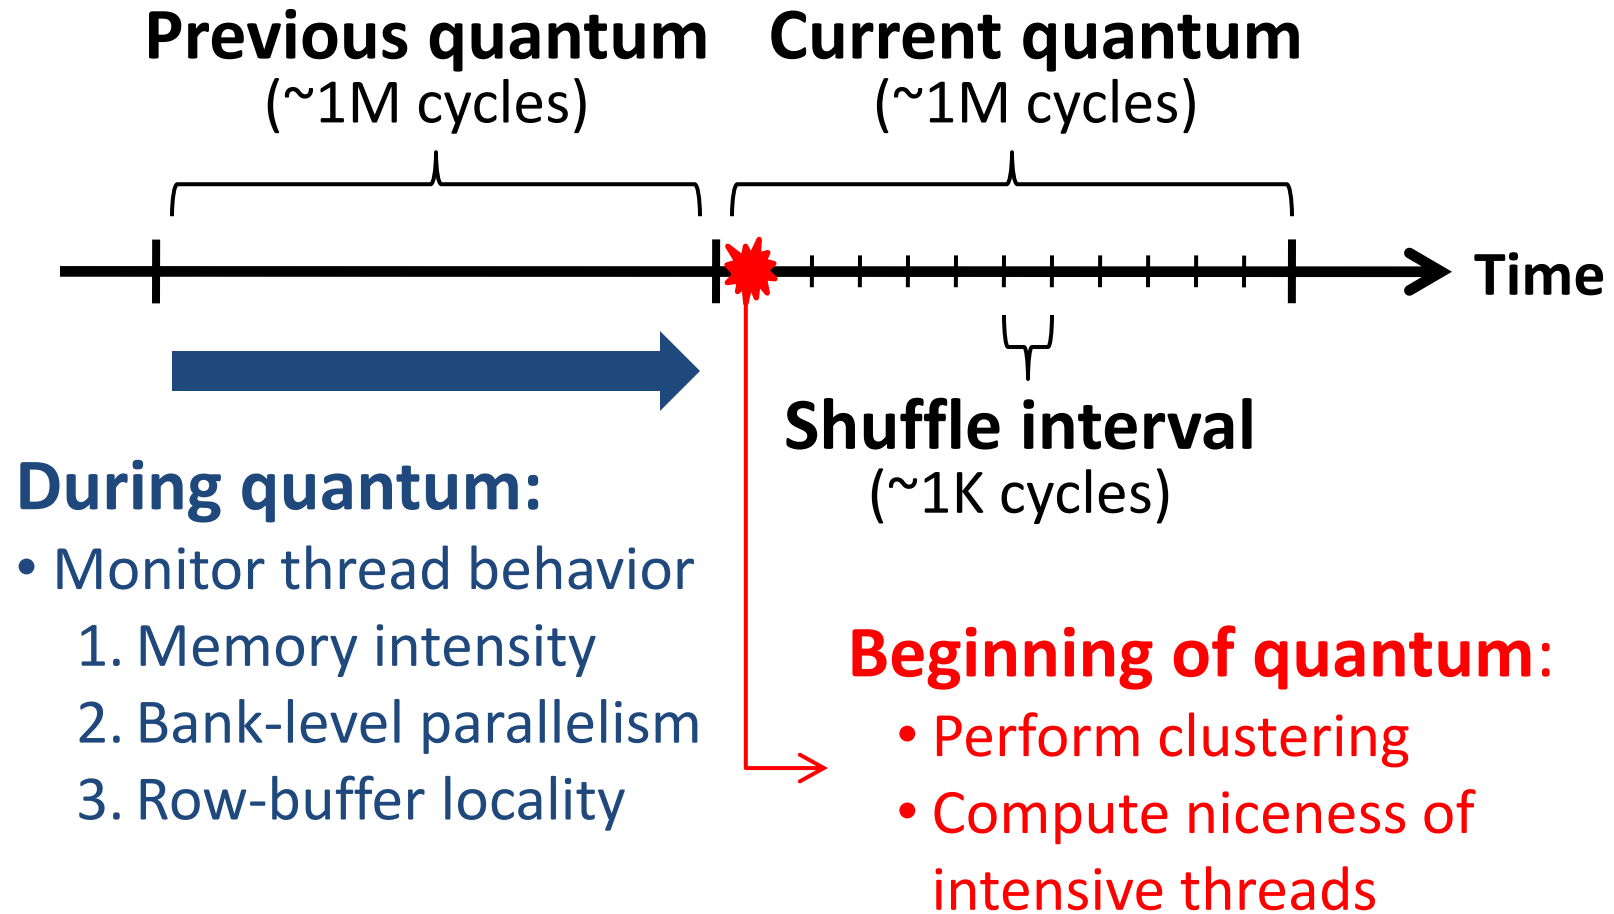 Previous quantum
(~1M cycles)
Current quantum
(~1M cycles)
Time
Shuffle interval
(~1K cycles)
During quantum:
• Monitor thread behavior
1. Memory intensity
2. Bank-level parallelism
3. Row-buffer locality
Beginning of quantum:
• Perform clustering
• Compute niceness of
intensive threads